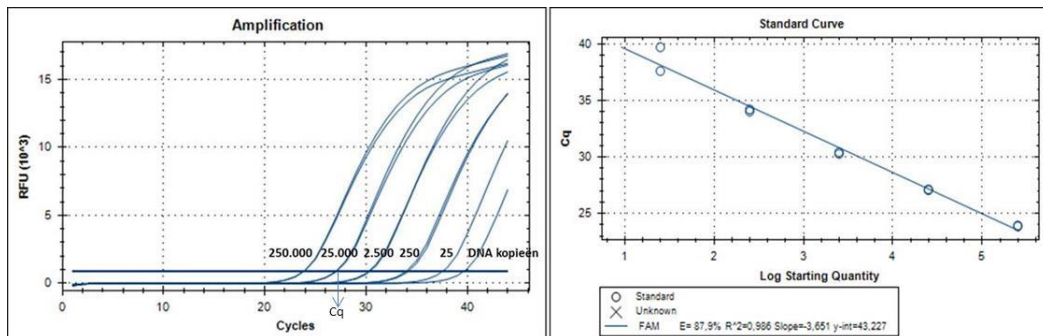 Amplification
RFU (10^3)
15
10
5
0
250.000 25.000 2.500 250 25 DNA kopieën
0 10 20 30 40
Cq
Cycles
Standard Curve
Cq
40
35
30
25
1 2 3 4 5
Log Starting Quantity
Standard
Unknown
FAM E= 87,9% R^2=0,986 Slope=-3,651 y-int=43,227